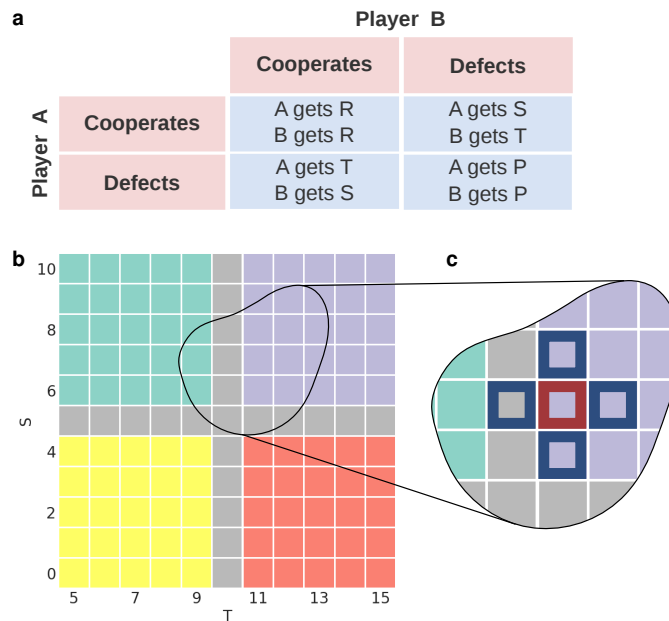 a
Player B
Cooperates
Defects
Player A
Cooperates
A gets R
B gets R
A gets S
B gets T
Defects
A gets T
B gets S
A gets P
B gets P
b
c
10
8
6
S
4
2
0
5 7 9 11 13 15
T